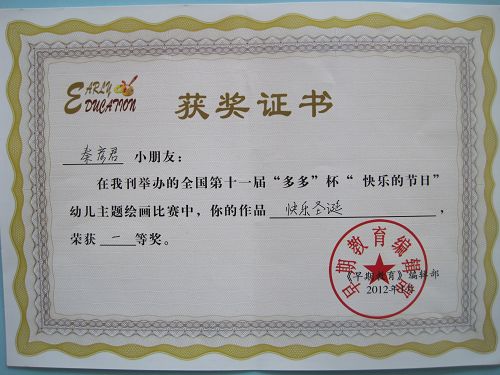 EARLY
EDUCATION
获奖证书
秦彦君 小朋友：
在我刊举办的全国第十一届“多多”杯“快乐的节日”
幼儿主题绘画比赛中，你的作品 快乐圣诞，
荣获 一 等奖。
早期教育编辑部
《早期教育》编辑部
2012年1月